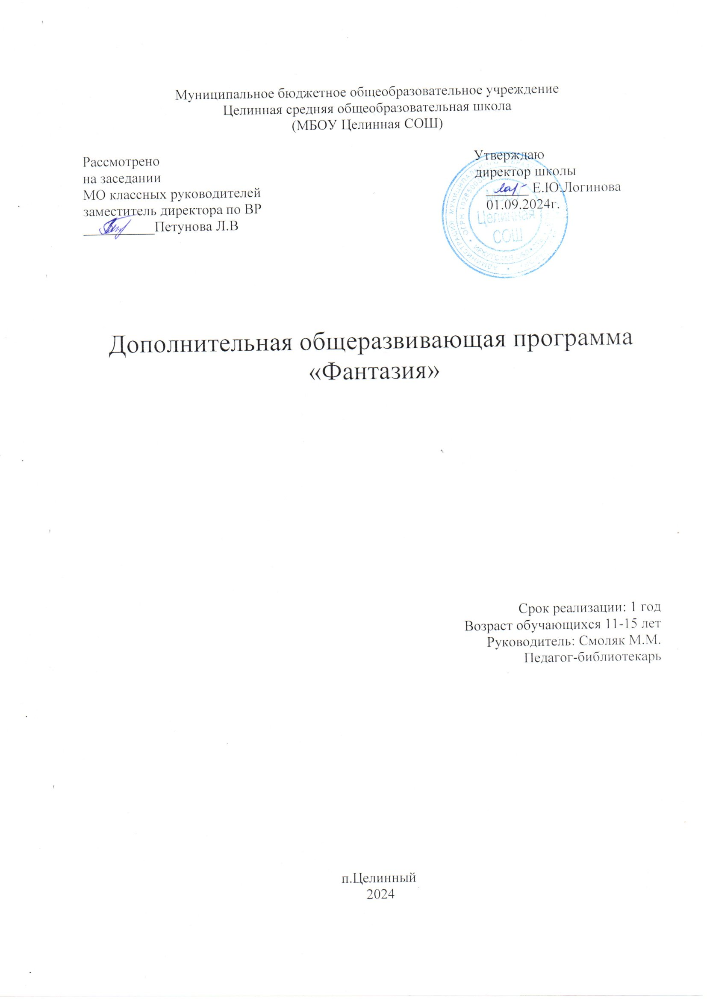 Муниципальное бюджетное общеобразовательное учреждение
Целинная средняя общеобразовательная школа
(МБОУ Целинная СОШ)
Рассмотрено
на заседании
МО классных руководителей
заместитель директора по ВР
____________Петунова Л.В
Утверждаю
директор школы
_______ Е.Ю.Логинова
01.09.2024г.
МБОУ
Целинная
СОШ
Дополнительная общеразвивающая программа
«Фантазия»
Срок реализации: 1 год
Возраст обучающихся 11-15 лет
Руководитель: Смоляк М.М.
Педагог-библиотекарь
п.Целинный
2024